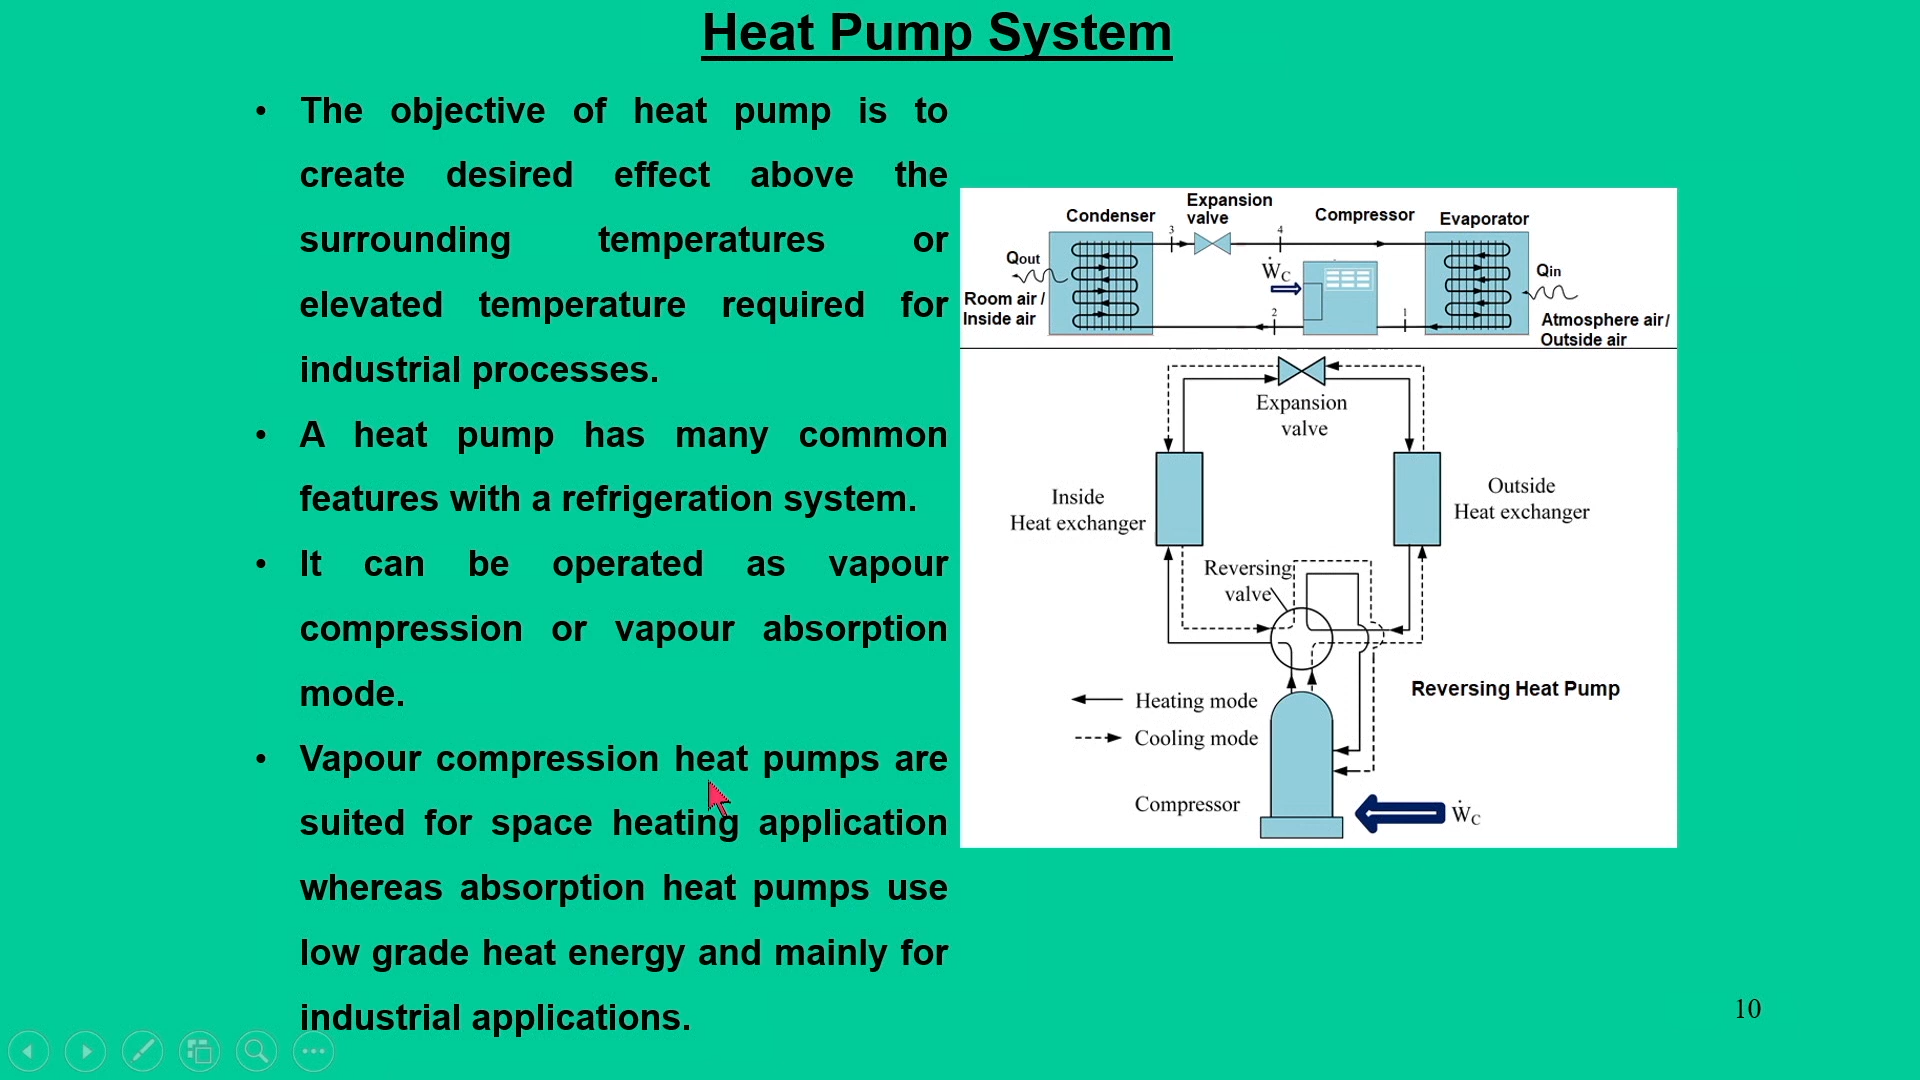 Heat Pump System
• The objective of heat pump is to
create desired effect above the
surrounding temperatures or
elevated temperature required for
industrial processes.
• A heat pump has many common
features with a refrigeration system.
• It can be operated as vapour
compression or vapour absorption
mode.
• Vapour compression heat pumps are
suited for space heating application
whereas absorption heat pumps use
low grade heat energy and mainly for
industrial applications.
Condenser
Expansion
valve
Compressor
Evaporator
3
4
Qout
Ẇc
Qin
Room air /
Inside air
2
1
Atmosphere air/
Outside air
Expansion
valve
Inside
Heat exchanger
Outside
Heat exchanger
Reversing
valve
Reversing Heat Pump
Heating mode
Cooling mode
Compressor
Ẇc
10